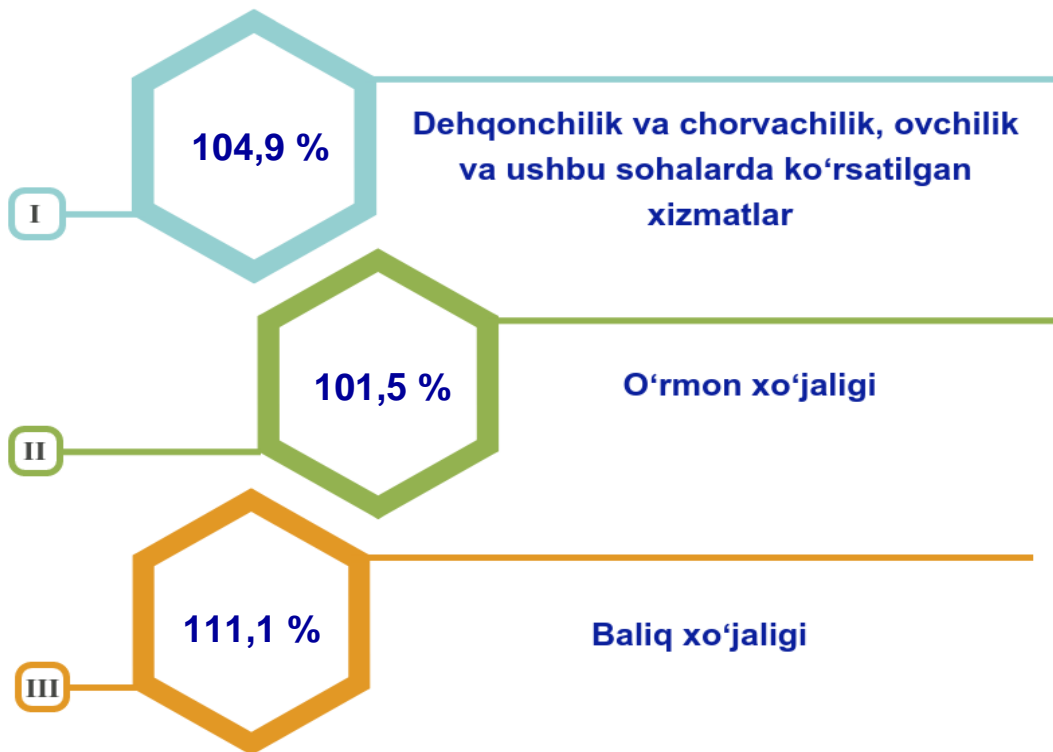 104,9 %
Dehqonchilik va chorvachilik, ovchilik
va ushbu sohalarda ko‘rsatilgan
xizmatlar
I
101,5 %
O‘rmon xo‘jaligi
II
111,1 %
Baliq xo‘jaligi
III